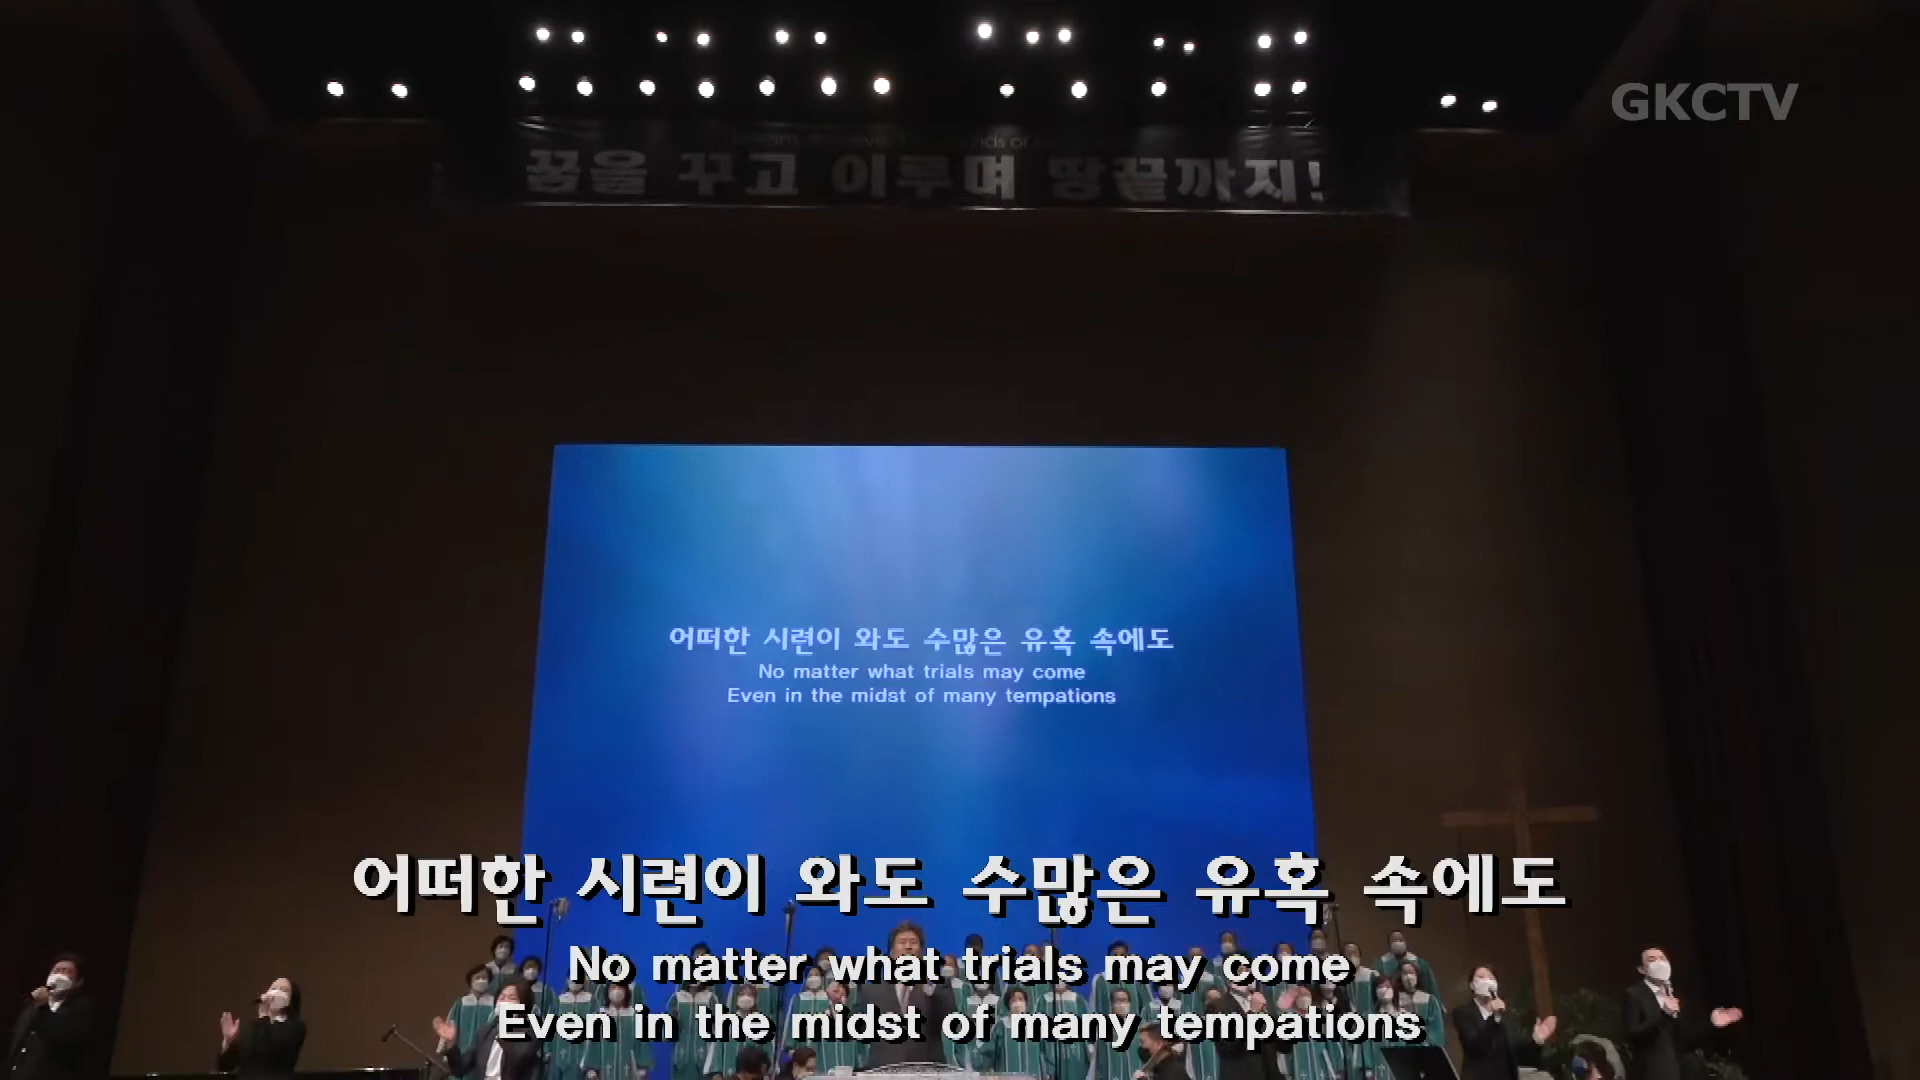 GKCTV
꿈을 꾸고 이루며 땅끝까지!
어떠한 시련이 와도 수많은 유혹 속에도
No matter what trials may come
Even in the midst of many tempations
어떠한 시련이 와도 수많은 유혹 속에도
No matter what trials may come
Even in the midst of many tempations